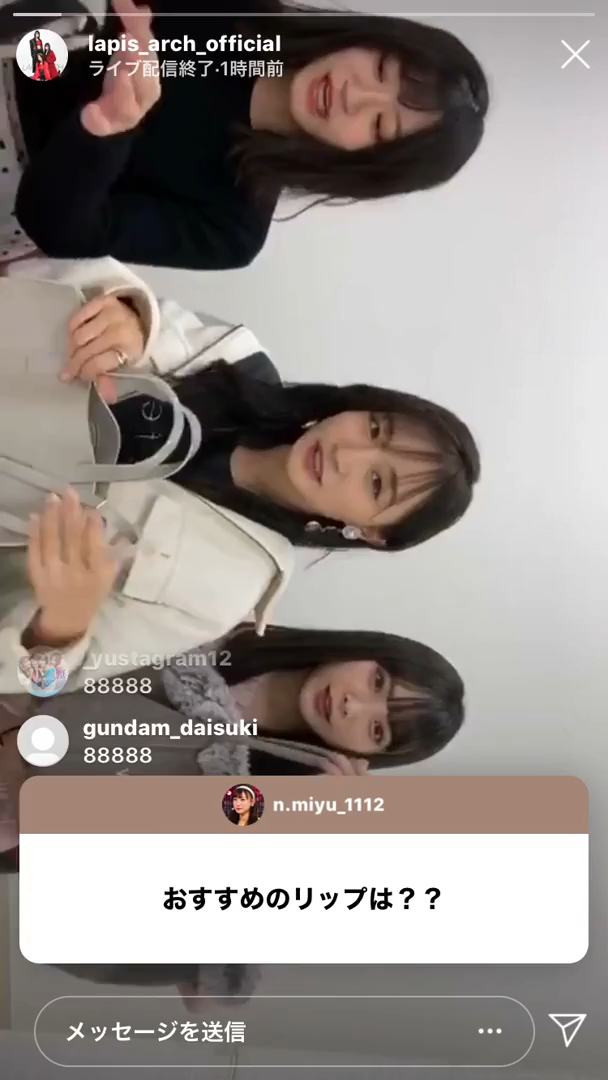 lapis_arch_official
ライブ配信終了·1時間前
_yustagram12
88888
gundam_daisuki
88888
n.miyu_1112
おすすめのリップは？？
メッセージを送信